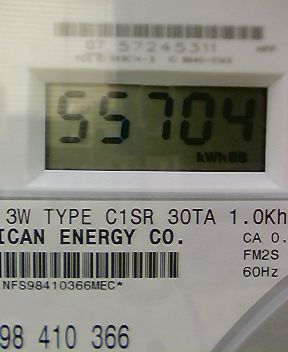 07 57245311
55704
kWh
3W TYPE C1SR 30TA 1.0Kh
ICAN ENERGY CO.
CA 0.
FM2S
60Hz
NFS98410366MEC*
98 410 366